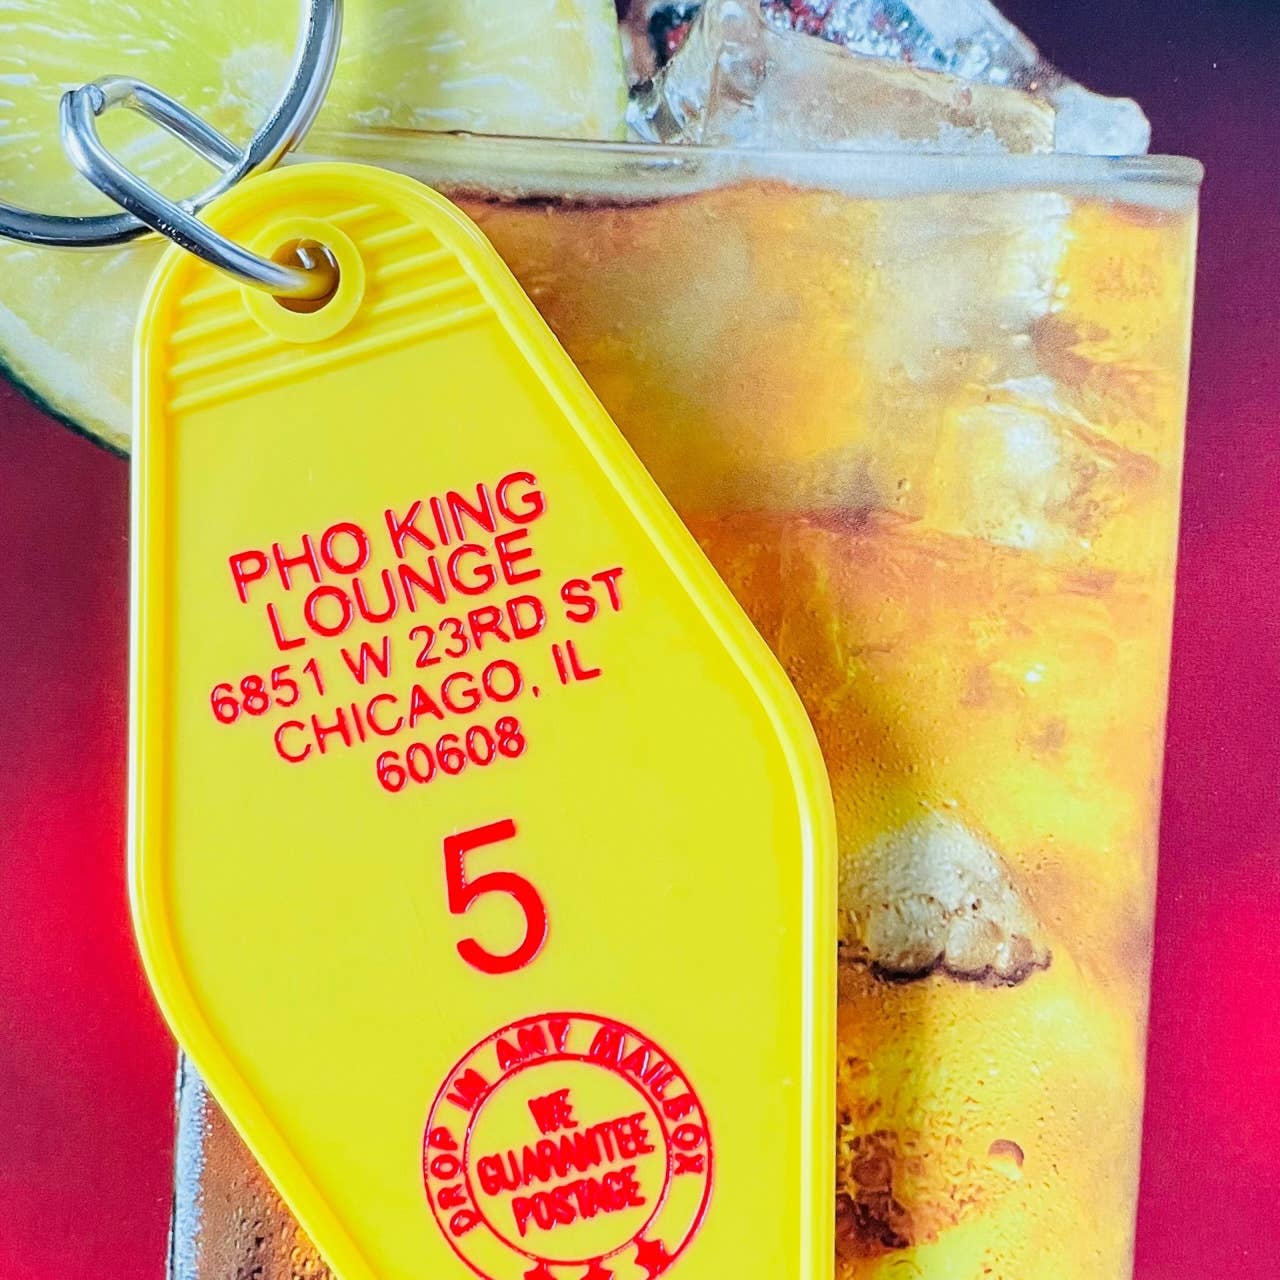 PHO KING
LOUNGE
6851 W 23RD ST
CHICAGO, IL
60608
5
DROP IN ANY MAILBOX
WE
GUARANTEE
POSTAGE